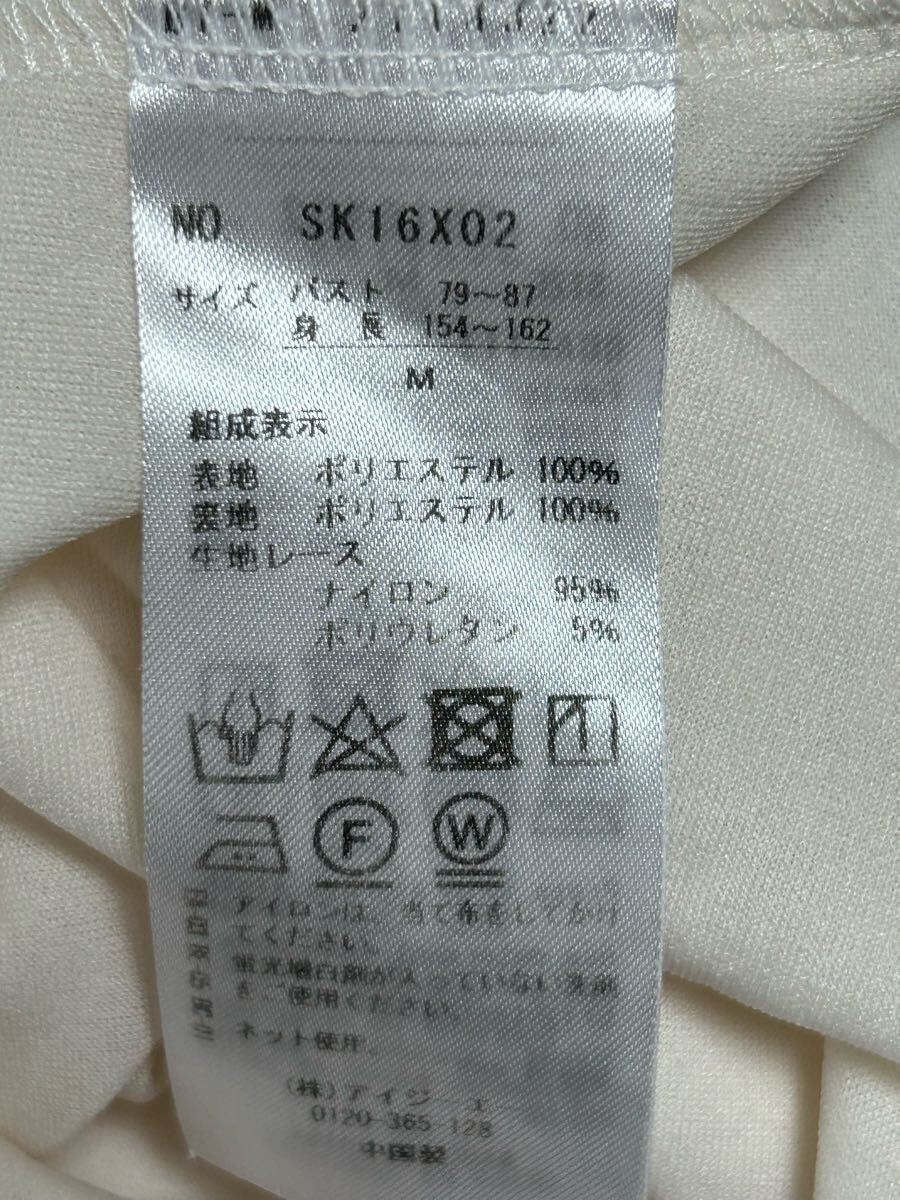 NO SK16X02
サイズ バスト 79〜87
身長 154〜162
M
組成表示
表地 ポリエステル 100%
裏地 ポリエステル 100%
生地レース
ナイロン 95%
ポリウレタン 5%
F W
アイロンは、当て布をしてかけ
てください。
蛍光増白剤が入っていない洗剤
をご使用ください。
ネット使用。
(株)アイジーエー
0120-365-128
中国製